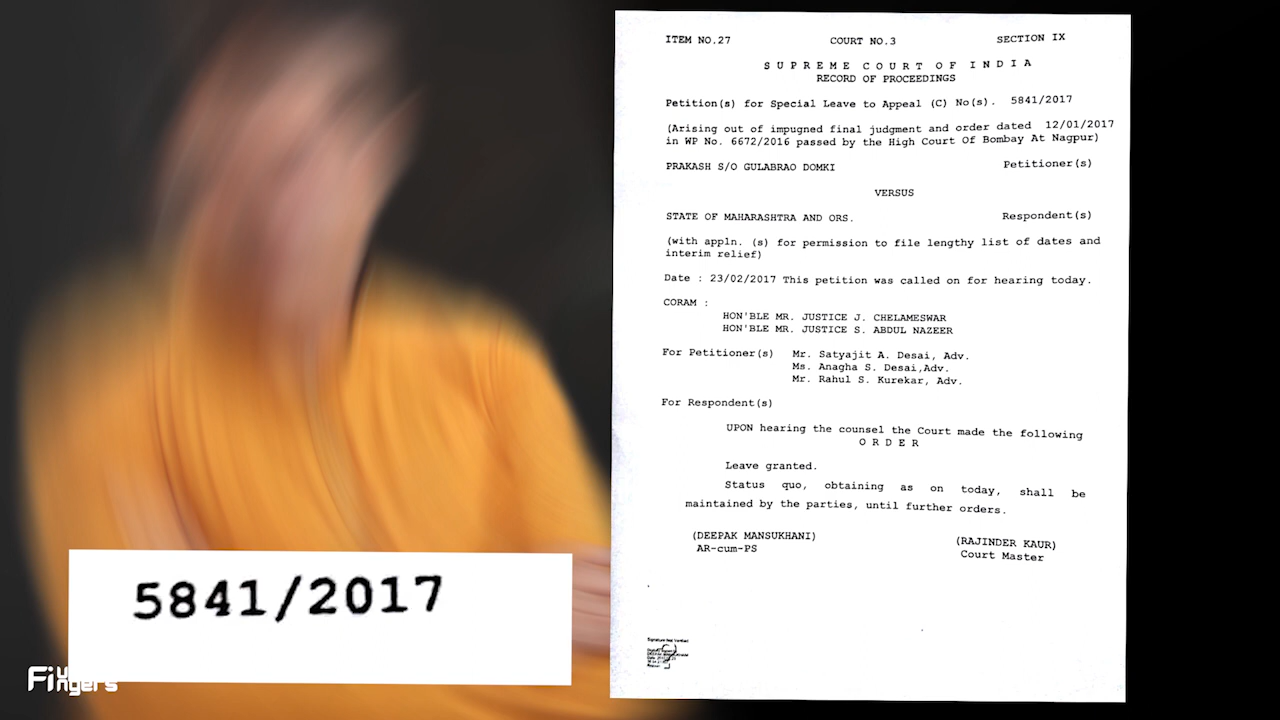 ITEM NO.27 COURT NO.3 SECTION IX
SUPREME COURT OF INDIA
RECORD OF PROCEEDINGS
Petition(s) for Special Leave to Appeal (C) No(s). 5841/2017
(Arising out of impugned final judgment and order dated 12/01/2017
in WP No. 6672/2016 passed by the High Court Of Bombay At Nagpur)
PRAKASH S/O GULABRAO DOMKI Petitioner(s)
VERSUS
STATE OF MAHARASHTRA AND ORS. Respondent(s)
(with appln. (s) for permission to file lengthy list of dates and
interim relief)
Date : 23/02/2017 This petition was called on for hearing today.
CORAM :
HON'BLE MR. JUSTICE J. CHELAMESWAR
HON'BLE MR. JUSTICE S. ABDUL NAZEER
For Petitioner(s) Mr. Satyajit A. Desai, Adv.
Ms. Anagha S. Desai,Adv.
Mr. Rahul S. Kurekar, Adv.
For Respondent(s)
UPON hearing the counsel the Court made the following
O R D E R
Leave granted.
Status quo, obtaining as on today, shall be
maintained by the parties, until further orders.
(DEEPAK MANSUKHANI) (RAJINDER KAUR)
AR-cum-PS Court Master
Signature Not Verified
5841/2017